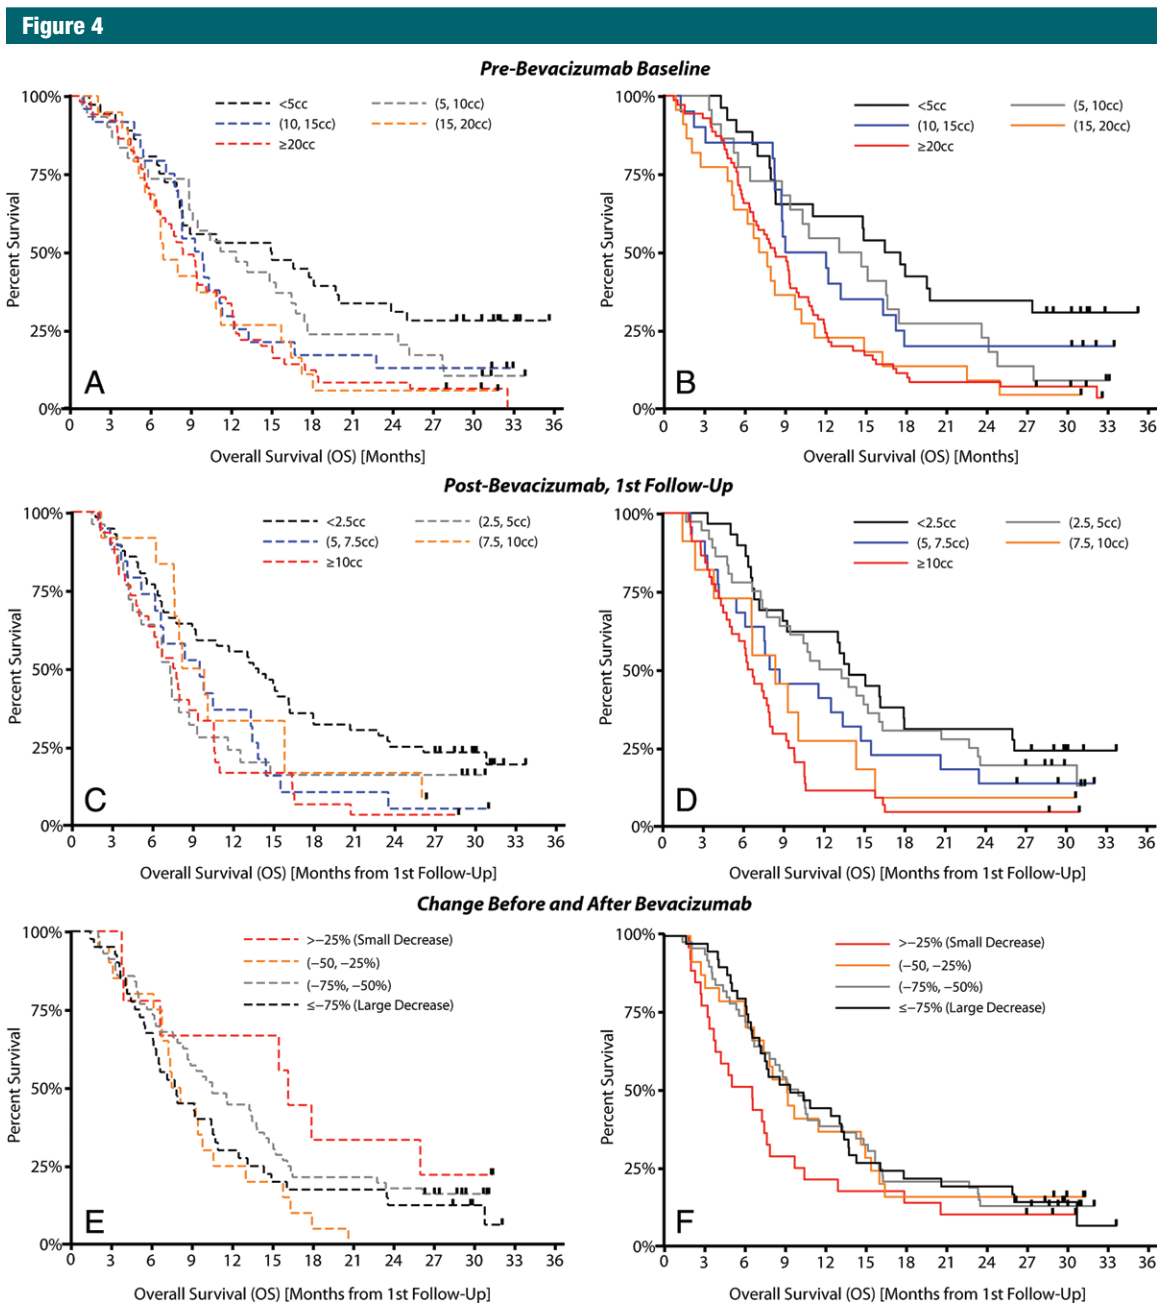 Figure 4
Pre-Bevacizumab Baseline
100%
75%
50%
25%
0%
Percent Survival
<5cc
(5, 10cc)
(10, 15cc)
(15, 20cc)
≥20cc
A
0 3 6 9 12 15 18 21 24 27 30 33 36
Overall Survival (OS) [Months]
100%
75%
50%
25%
0%
Percent Survival
<5cc
(5, 10cc)
(10, 15cc)
(15, 20cc)
≥20cc
B
0 3 6 9 12 15 18 21 24 27 30 33 36
Overall Survival (OS) [Months]
Post-Bevacizumab, 1st Follow-Up
100%
75%
50%
25%
0%
Percent Survival
<2.5cc
(2.5, 5cc)
(5, 7.5cc)
(7.5, 10cc)
≥10cc
C
0 3 6 9 12 15 18 21 24 27 30 33 36
Overall Survival (OS) [Months from 1st Follow-Up]
100%
75%
50%
25%
0%
Percent Survival
<2.5cc
(2.5, 5cc)
(5, 7.5cc)
(7.5, 10cc)
≥10cc
D
0 3 6 9 12 15 18 21 24 27 30 33 36
Overall Survival (OS) [Months from 1st Follow-Up]
Change Before and After Bevacizumab
100%
75%
50%
25%
0%
Percent Survival
>−25% (Small Decrease)
(−50, −25%)
(−75%, −50%)
≤−75% (Large Decrease)
E
0 3 6 9 12 15 18 21 24 27 30 33 36
Overall Survival (OS) [Months from 1st Follow-Up]
100%
75%
50%
25%
0%
Percent Survival
>−25% (Small Decrease)
(−50, −25%)
(−75%, −50%)
≤−75% (Large Decrease)
F
0 3 6 9 12 15 18 21 24 27 30 33 36
Overall Survival (OS) [Months from 1st Follow-Up]